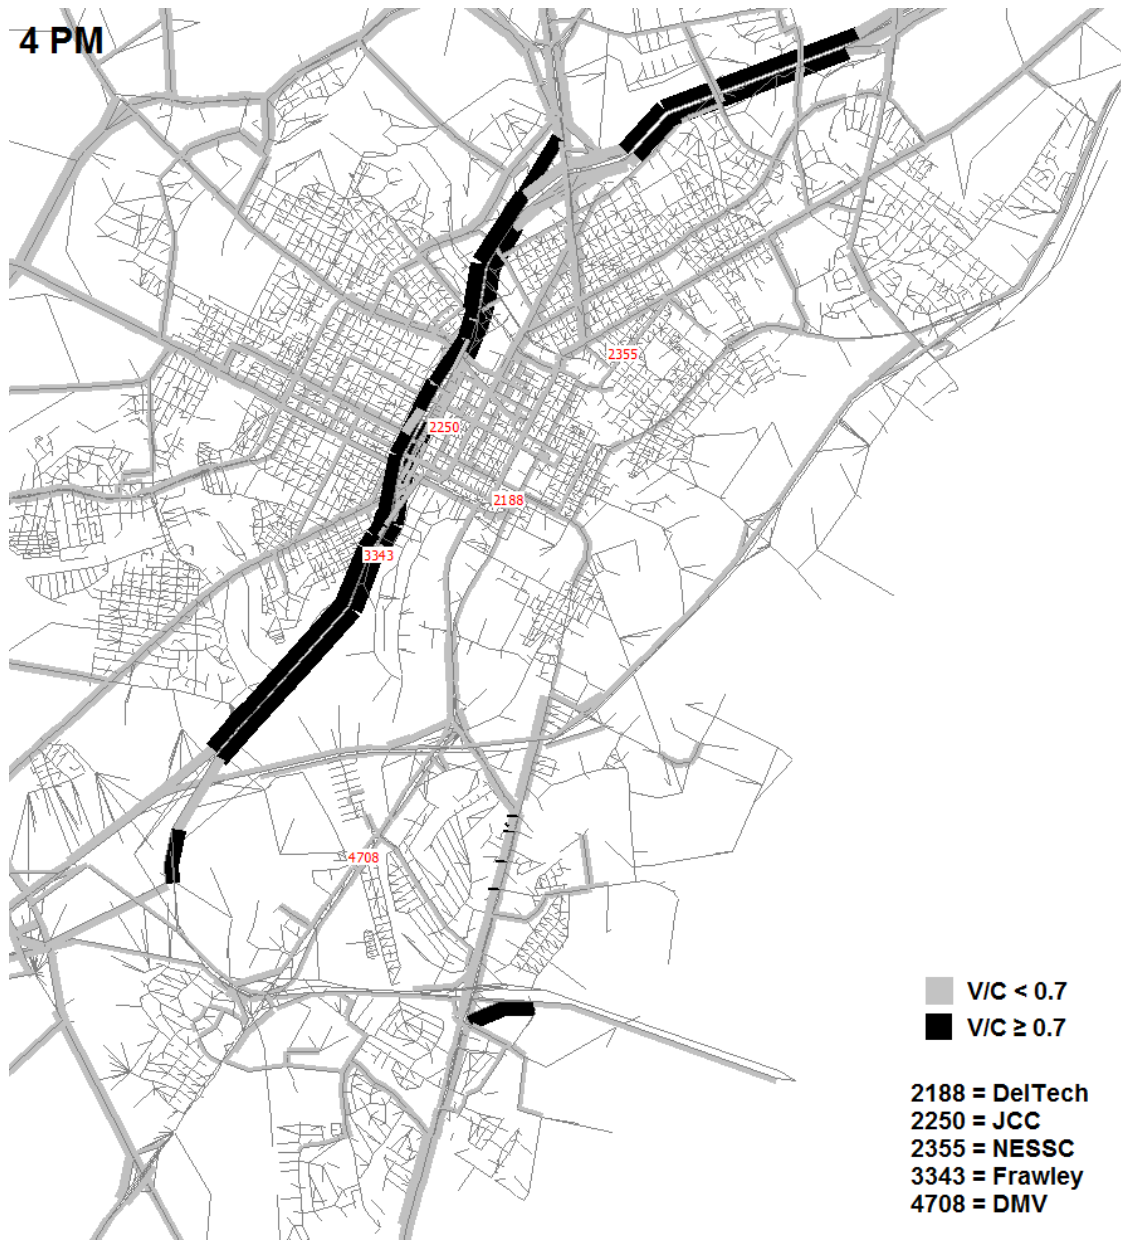 4 PM
2355
2250
2188
3343
4708
V/C < 0.7
V/C ≥ 0.7
2188 = DelTech
2250 = JCC
2355 = NESSC
3343 = Frawley
4708 = DMV